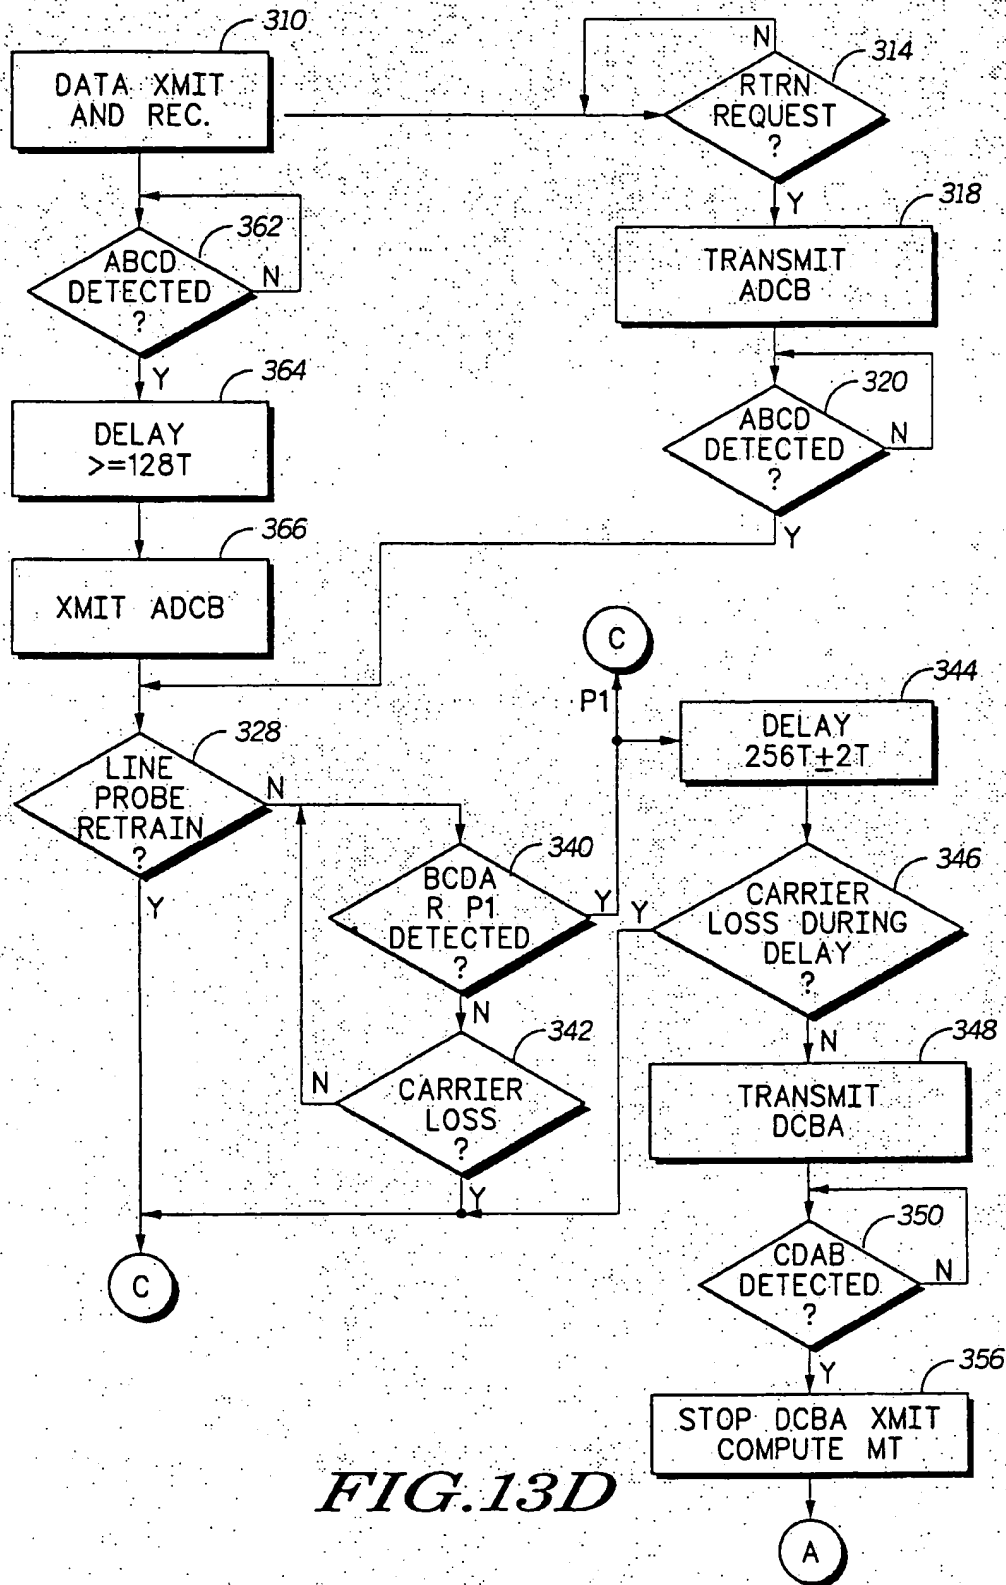 310
DATA XMIT
AND REC.
N
314
RTRN
REQUEST
?
Y
318
TRANSMIT
ADCB
362
ABCD
DETECTED
?
N
Y
320
ABCD
DETECTED
?
N
Y
364
DELAY
>=128T
366
XMIT ADCB
C
P1
344
DELAY
256T±2T
328
LINE
PROBE
RETRAIN
?
N
Y
340
BCDA
R P1
DETECTED
?
Y
N
346
CARRIER
LOSS DURING
DELAY
?
Y
N
342
CARRIER
LOSS
?
N
Y
348
TRANSMIT
DCBA
350
CDAB
DETECTED
?
N
Y
C
356
STOP DCBA XMIT
COMPUTE MT
A
FIG.13D